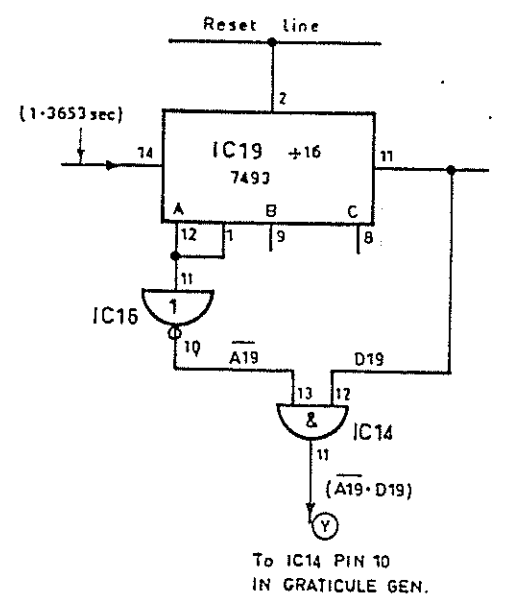 Reset line
2
(1·3653 sec)
14
IC19 ÷16
11
7493
A B C
12 1 9 8
11
1
IC16
10
A19
D19
13 12
&
IC14
11
(A19·D19)
Y
To IC14 PIN 10
IN GRATICULE GEN.